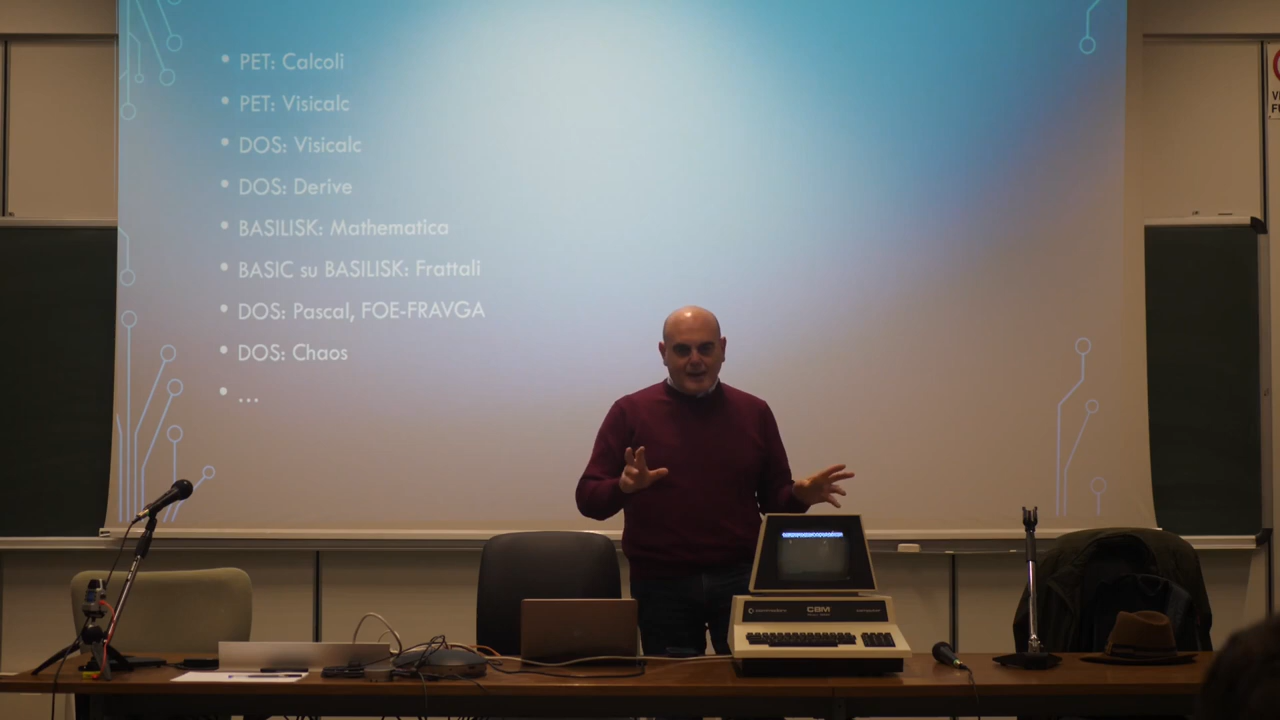 • PET: Calcoli
• PET: Visicalc
• DOS: Visicalc
• DOS: Derive
• BASILISK: Mathematica
• BASIC su BASILISK: Frattali
• DOS: Pascal, FOE-FRAVGA
• DOS: Chaos
• ...
commodore
CBM